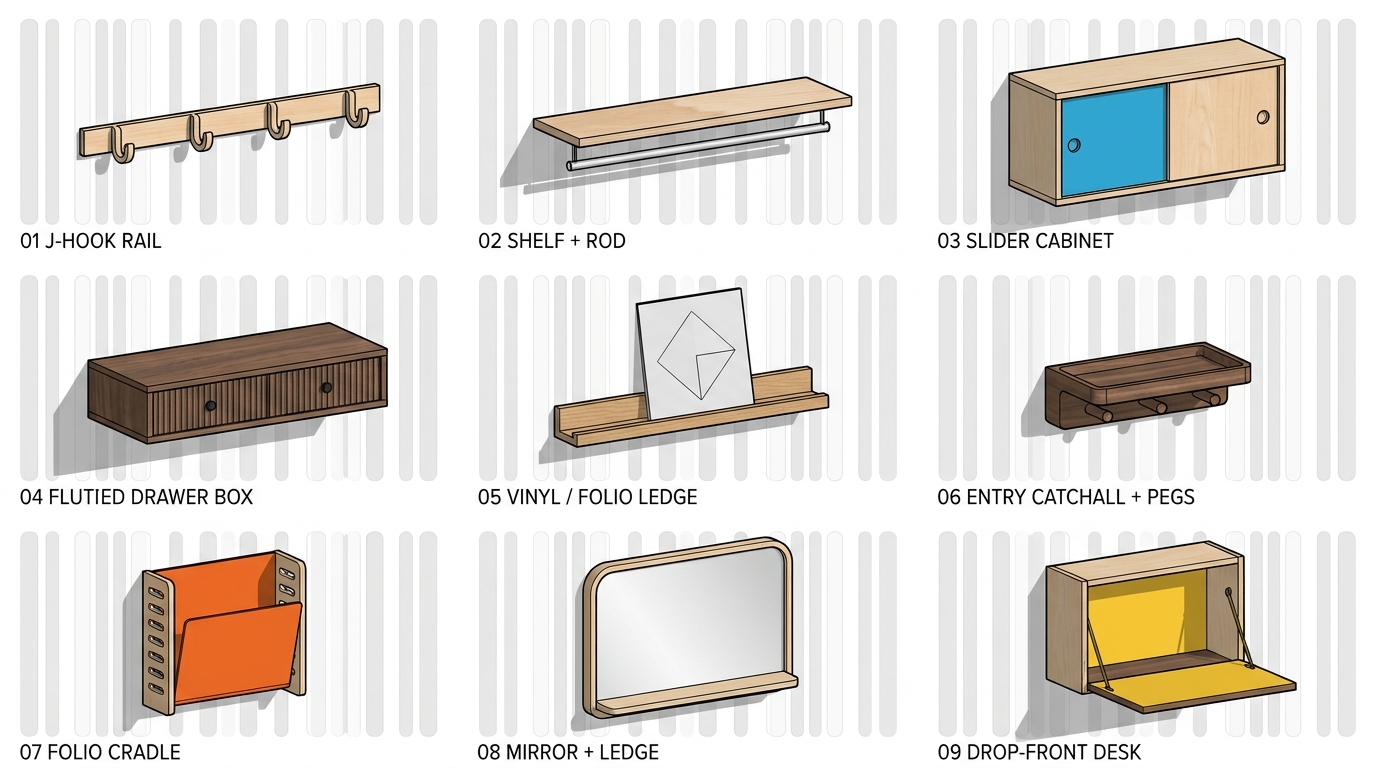 01 J-HOOK RAIL
02 SHELF + ROD
03 SLIDER CABINET
04 FLUTIED DRAWER BOX
05 VINYL / FOLIO LEDGE
06 ENTRY CATCHALL + PEGS
07 FOLIO CRADLE
08 MIRROR + LEDGE
09 DROP-FRONT DESK